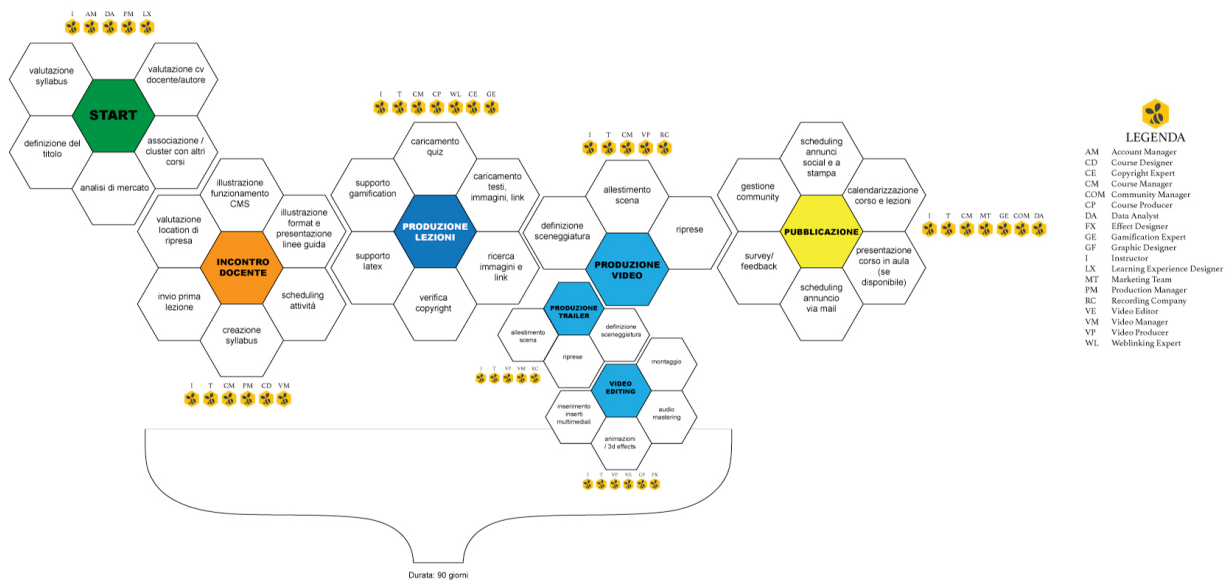 I AM DA PM LX
valutazione
syllabus
valutazione cv
docente/autore
START
definizione del
titolo
associazione /
cluster con altri
corsi
analisi di mercato
illustrazione
funzionamento
CMS
valutazione
location di
ripresa
illustrazione
format e
presentazione
linee guida
INCONTRO
DOCENTE
invio prima
lezione
scheduling
attività
creazione
syllabus
I T CM PM CD VM
I T CM CP WL CE GE
caricamento
quiz
supporto
gamification
caricamento
testi,
immagini, link
PRODUZIONE
LEZIONI
supporto
latex
ricerca
immagini e
link
verifica
copyright
I T CM VP RC
allestimento
scena
definizione
sceneggiatura
riprese
PRODUZIONE
VIDEO
PRODUZIONE
TRAILER
allestimento
scena
definizione
sceneggiatura
riprese
I T VP VM RC
montaggio
VIDEO
EDITING
inserimento
inserti
multimediali
audio
mastering
animazioni
/ 3d effects
I T VP VE GF FX
scheduling
annunci
social e a
stampa
gestione
community
calendarizzazione
corso e lezioni
PUBBLICAZIONE
survey/
feedback
presentazione
corso in aula
(se
disponibile)
scheduling
annuncio
via mail
I T CM MT GE COM DA
LEGENDA
AM Account Manager
CD Course Designer
CE Copyright Expert
CM Course Manager
COM Community Manager
CP Course Producer
DA Data Analyst
FX Effect Designer
GE Gamification Expert
GF Graphic Designer
I Instructor
LX Learning Experience Designer
MT Marketing Team
PM Production Manager
RC Recording Company
VE Video Editor
VM Video Manager
VP Video Producer
WL Weblinking Expert
Durata: 90 giorni